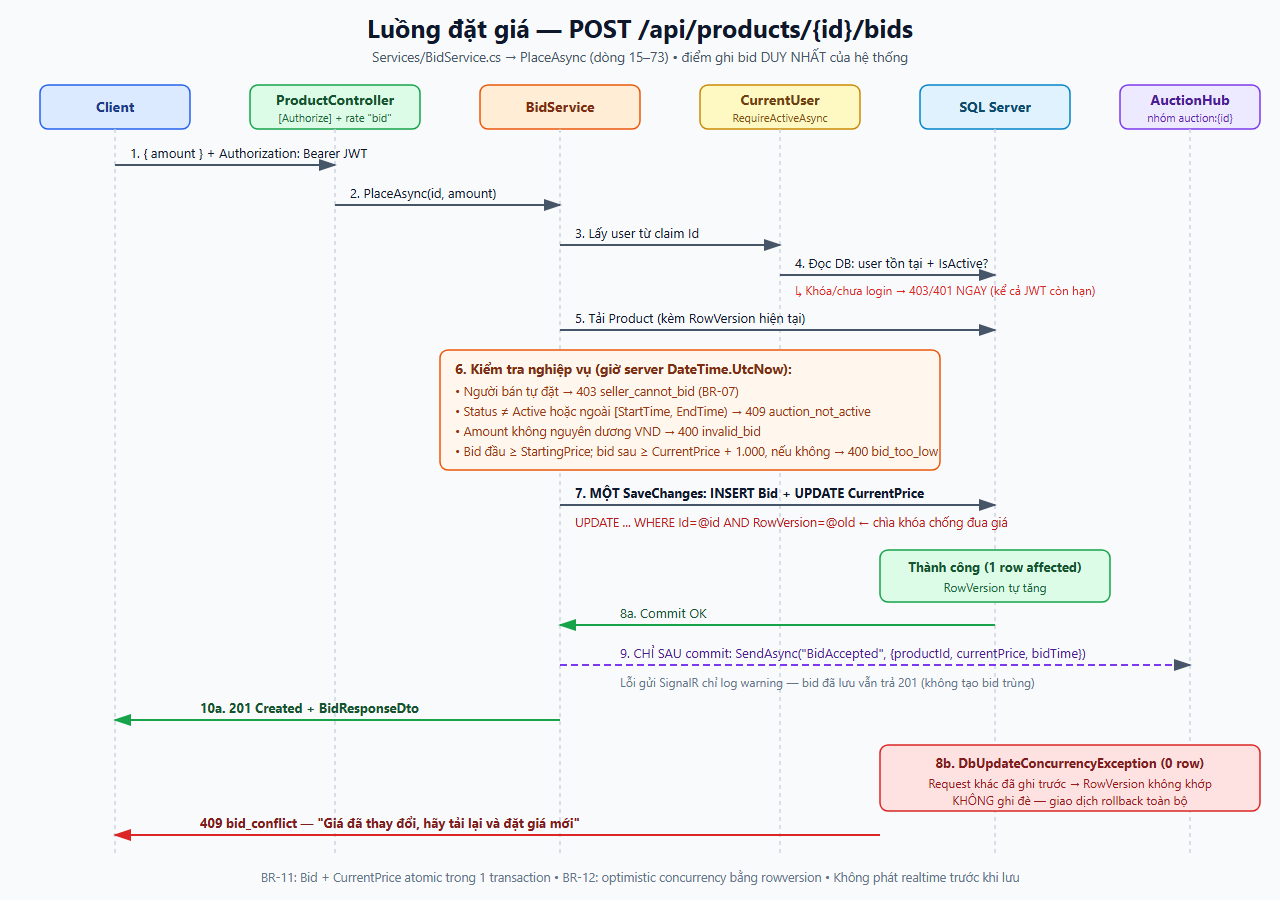 Luồng đặt giá — POST /api/products/{id}/bids
Services/BidService.cs → PlaceAsync (dòng 15–73) • điểm ghi bid DUY NHẤT của hệ thống
Client
ProductController
[Authorize] + rate "bid"
BidService
CurrentUser
RequireActiveAsync
SQL Server
AuctionHub
nhóm auction:{id}
1. { amount } + Authorization: Bearer JWT
2. PlaceAsync(id, amount)
3. Lấy user từ claim Id
4. Đọc DB: user tồn tại + IsActive?
↳ Khóa/chưa login → 403/401 NGAY (kể cả JWT còn hạn)
5. Tải Product (kèm RowVersion hiện tại)
6. Kiểm tra nghiệp vụ (giờ server DateTime.UtcNow):
• Người bán tự đặt → 403 seller_cannot_bid (BR-07)
• Status ≠ Active hoặc ngoài [StartTime, EndTime) → 409 auction_not_active
• Amount không nguyên dương VND → 400 invalid_bid
• Bid đầu ≥ StartingPrice; bid sau ≥ CurrentPrice + 1.000, nếu không → 400 bid_too_low
7. MỘT SaveChanges: INSERT Bid + UPDATE CurrentPrice
UPDATE ... WHERE Id=@id AND RowVersion=@old ← chìa khóa chống đua giá
Thành công (1 row affected)
RowVersion tự tăng
8a. Commit OK
9. CHỈ SAU commit: SendAsync("BidAccepted", {productId, currentPrice, bidTime})
Lỗi gửi SignalR chỉ log warning — bid đã lưu vẫn trả 201 (không tạo bid trùng)
10a. 201 Created + BidResponseDto
8b. DbUpdateConcurrencyException (0 row)
Request khác đã ghi trước → RowVersion không khớp
KHÔNG ghi đè — giao dịch rollback toàn bộ
409 bid_conflict — "Giá đã thay đổi, hãy tải lại và đặt giá mới"
BR-11: Bid + CurrentPrice atomic trong 1 transaction • BR-12: optimistic concurrency bằng rowversion • Không phát realtime trước khi lưu